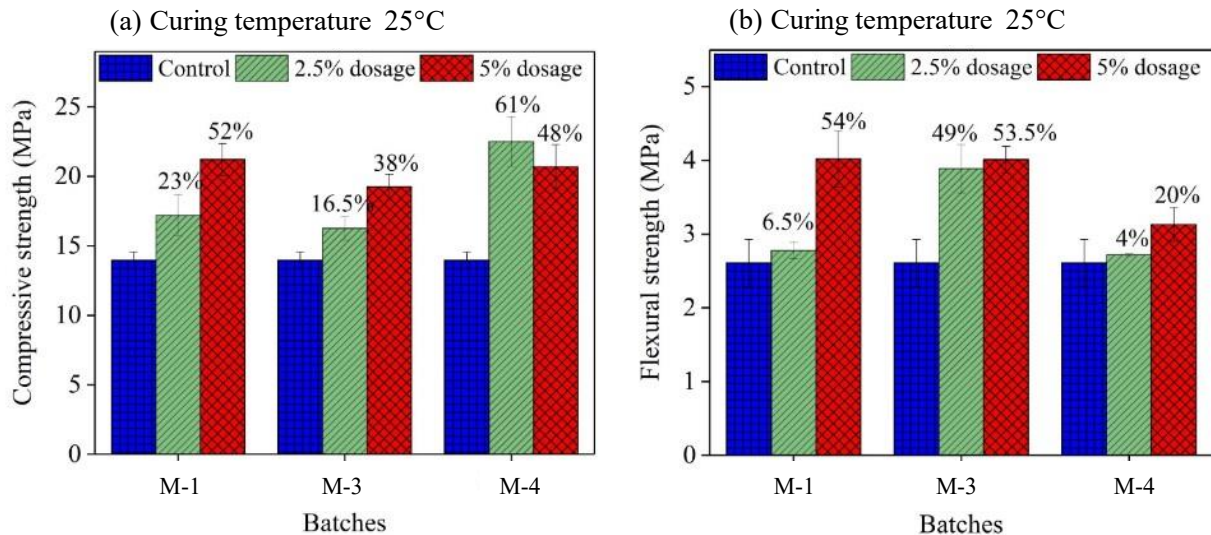 (a) Curing temperature 25°C
Control 2.5% dosage 5% dosage
Compressive strength (MPa)
25
20
15
10
5
0
23%
52%
16.5%
38%
61%
48%
M-1 M-3 M-4
Batches
(b) Curing temperature 25°C
Control 2.5% dosage 5% dosage
Flexural strength (MPa)
5
4
3
2
1
0
6.5%
54%
49%
53.5%
4%
20%
M-1 M-3 M-4
Batches